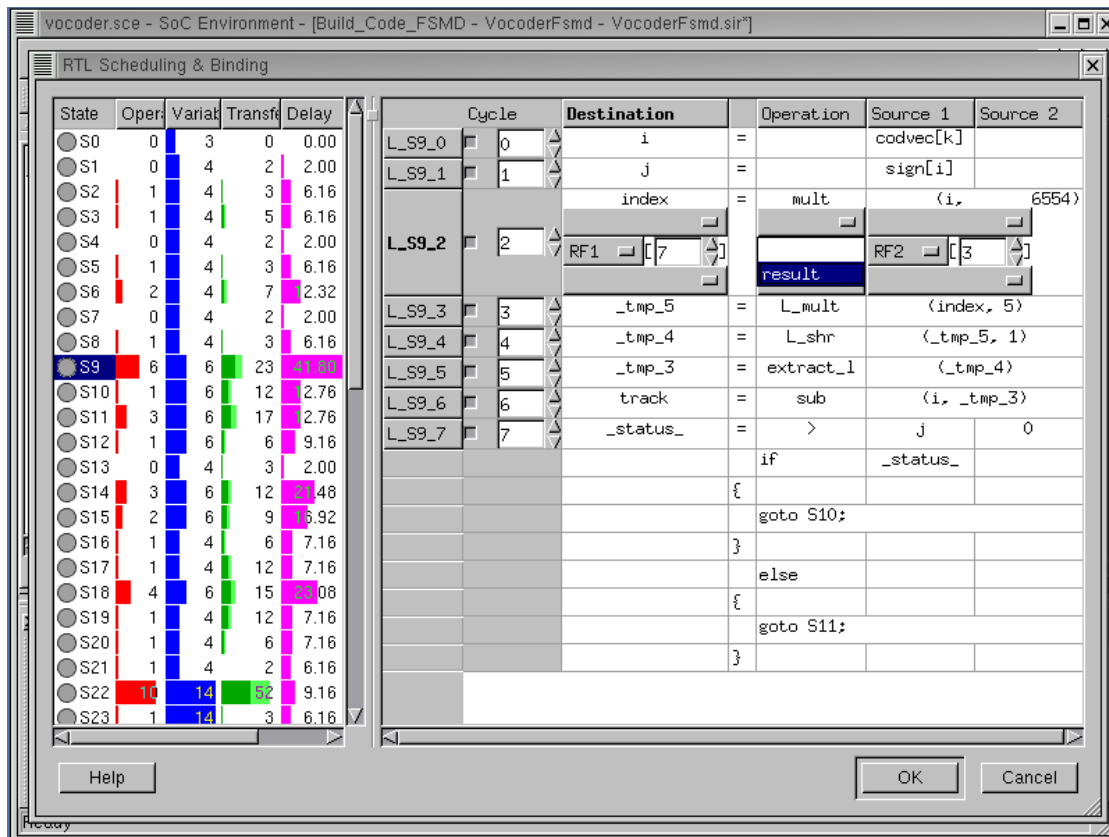 vocoder.sce - SoC Environment - [Build_Code_FSMD - VocoderFsmd - VocoderFsmd.sir*]
RTL Scheduling & Binding
State Oper Variab Transfe Delay
S0 0 3 0 0.00
S1 0 4 2 2.00
S2 1 4 3 6.16
S3 1 4 5 6.16
S4 0 4 2 2.00
S5 1 4 3 6.16
S6 2 4 7 12.32
S7 0 4 2 2.00
S8 1 4 3 6.16
S9 6 6 23 41.80
S10 1 6 12 12.76
S11 3 6 17 12.76
S12 1 6 6 9.16
S13 0 4 3 2.00
S14 3 6 12 21.48
S15 2 6 9 16.92
S16 1 4 6 7.16
S17 1 4 12 7.16
S18 4 6 15 23.08
S19 1 4 12 7.16
S20 1 4 6 7.16
S21 1 4 2 6.16
S22 10 14 52 9.16
S23 1 14 3 6.16
Cycle Destination Operation Source 1 Source 2
L_S9_0 0 i = codvec[k]
L_S9_1 1 j = sign[i]
index = mult (i, 6554)
L_S9_2 2 RF1 [7] RF2 [3]
result
L_S9_3 3 _tmp_5 = L_mult (index, 5)
L_S9_4 4 _tmp_4 = L_shr (_tmp_5, 1)
L_S9_5 5 _tmp_3 = extract_l (_tmp_4)
L_S9_6 6 track = sub (i, _tmp_3)
L_S9_7 7 _status_ = > j 0
if _status_
{
goto S10;
}
else
{
goto S11;
}
Help OK Cancel
Ready